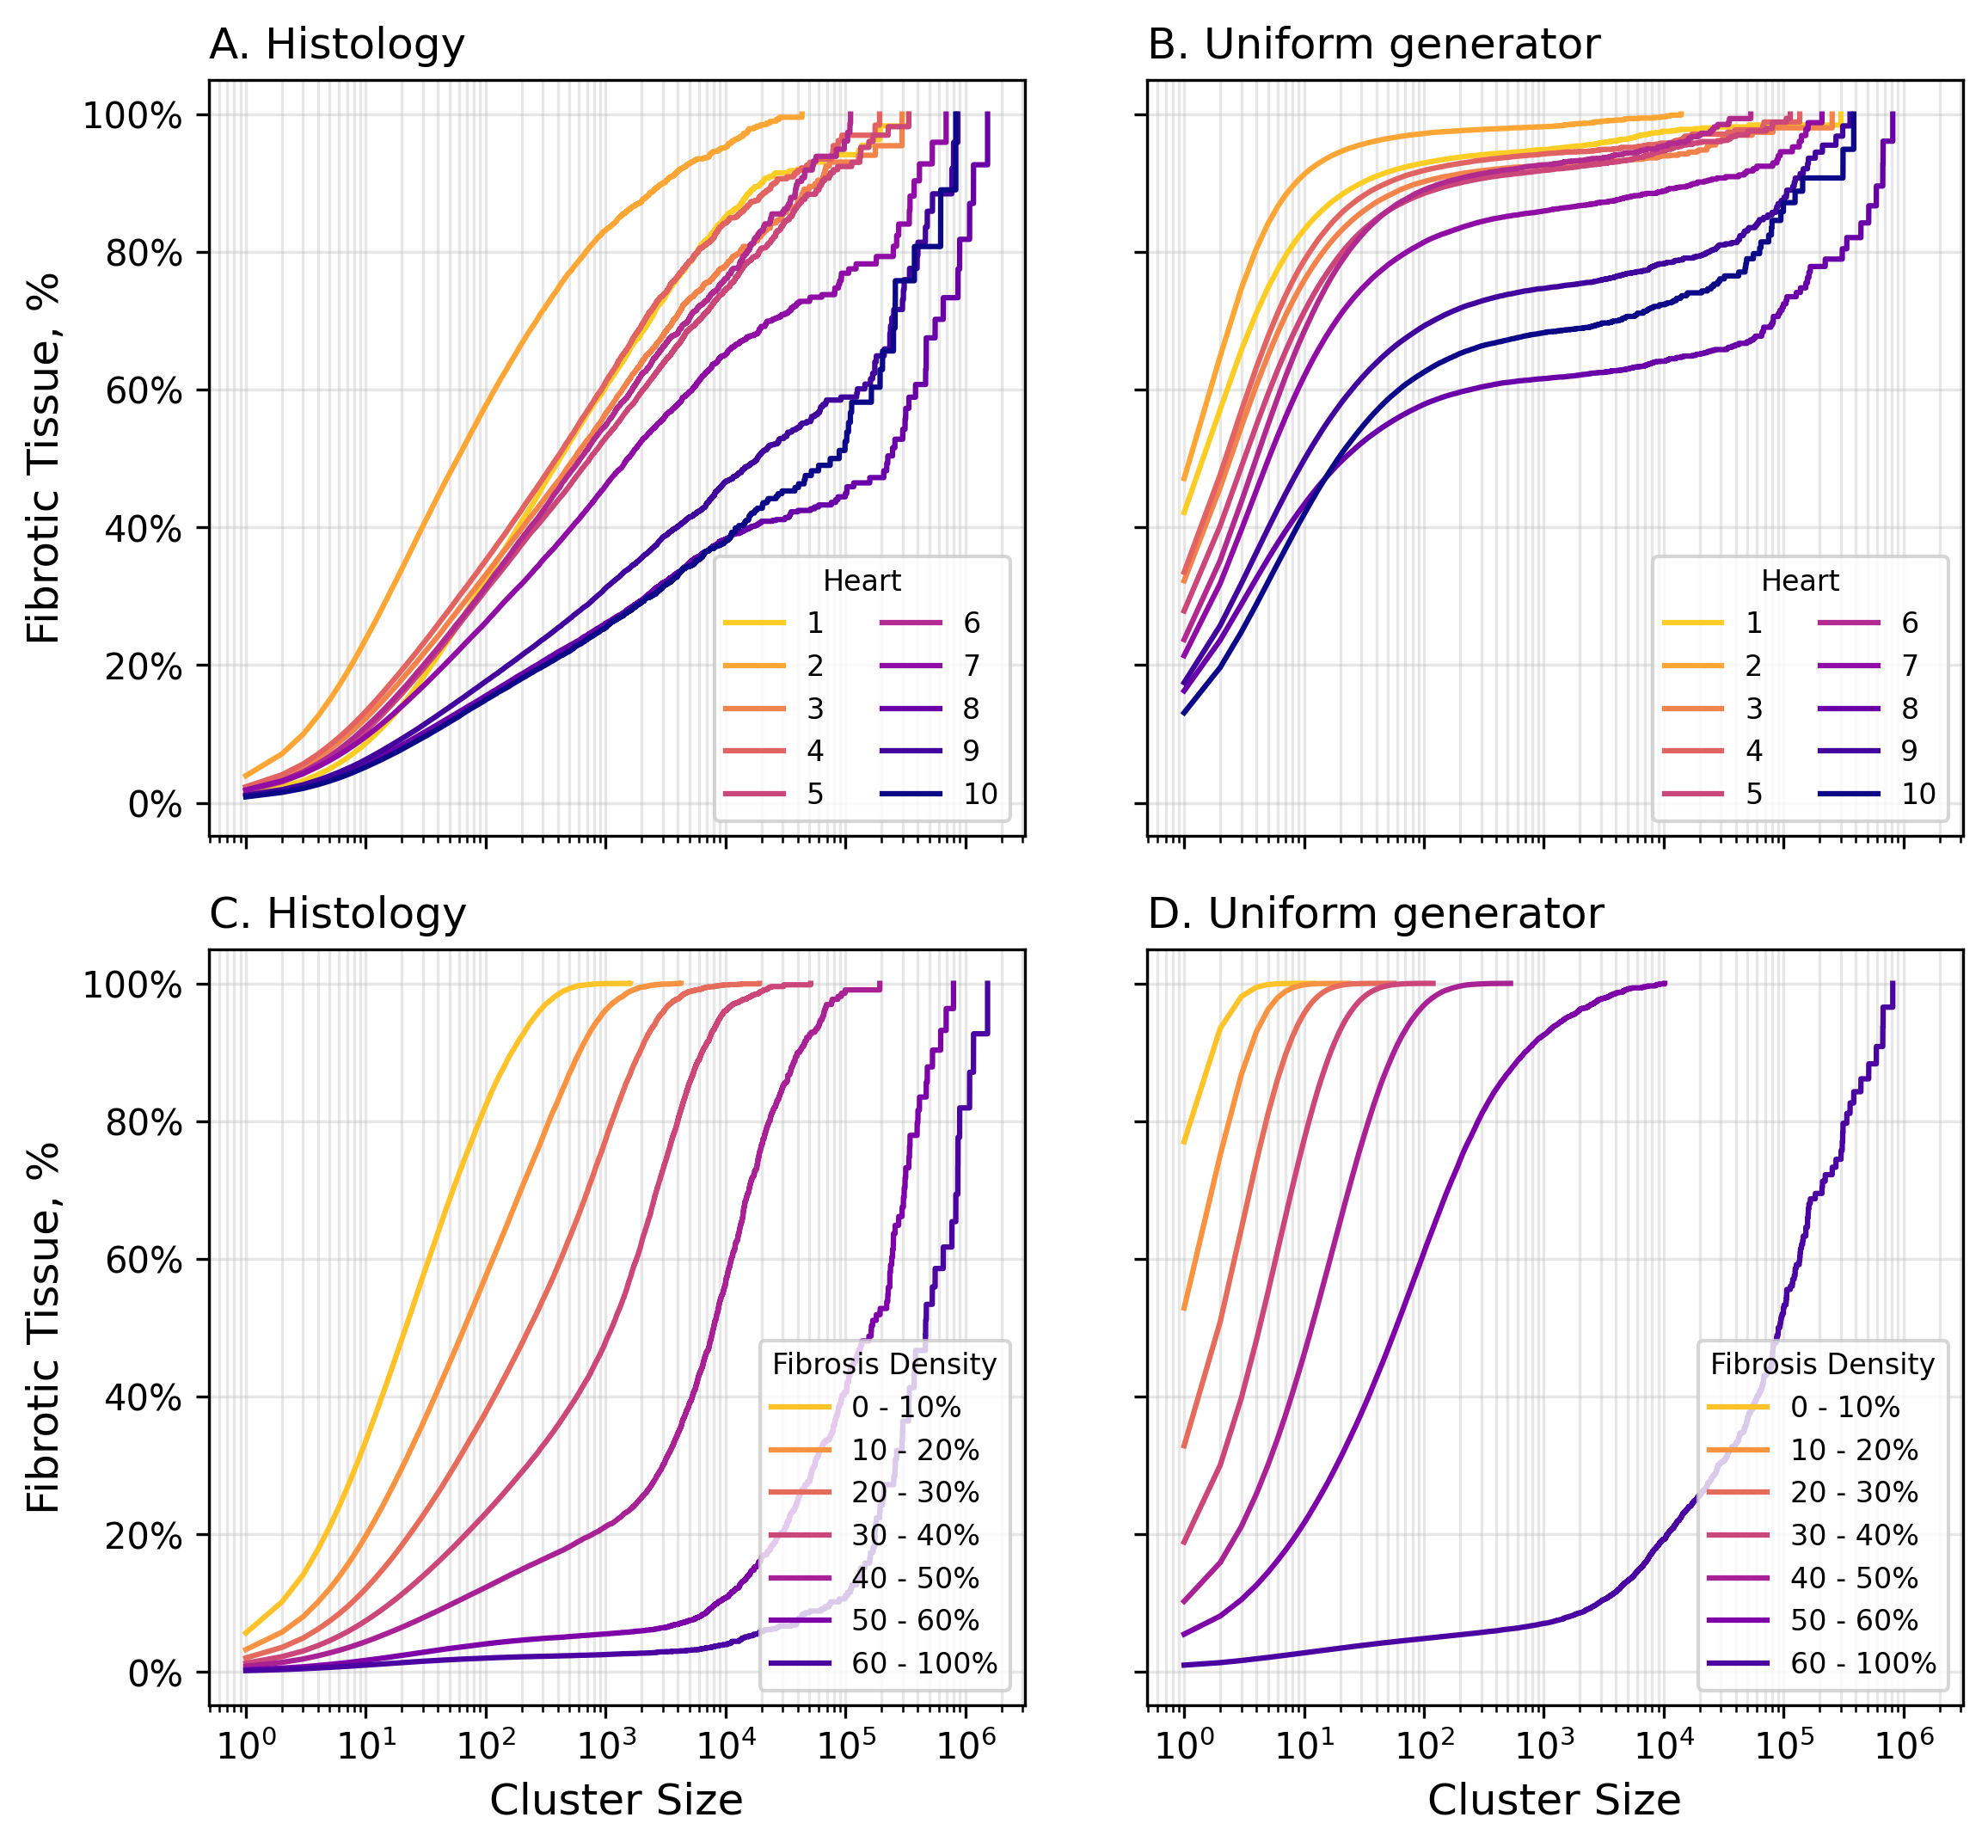 A. Histology
B. Uniform generator
Fibrotic Tissue, %
100%
80%
60%
40%
20%
0%
Heart
1 6
2 7
3 8
4 9
5 10
Heart
1 6
2 7
3 8
4 9
5 10
C. Histology
D. Uniform generator
Fibrotic Tissue, %
100%
80%
60%
40%
20%
0%
Fibrosis Density
0 - 10%
10 - 20%
20 - 30%
30 - 40%
40 - 50%
50 - 60%
60 - 100%
Fibrosis Density
0 - 10%
10 - 20%
20 - 30%
30 - 40%
40 - 50%
50 - 60%
60 - 100%
10⁰ 10¹ 10² 10³ 10⁴ 10⁵ 10⁶
10⁰ 10¹ 10² 10³ 10⁴ 10⁵ 10⁶
Cluster Size
Cluster Size